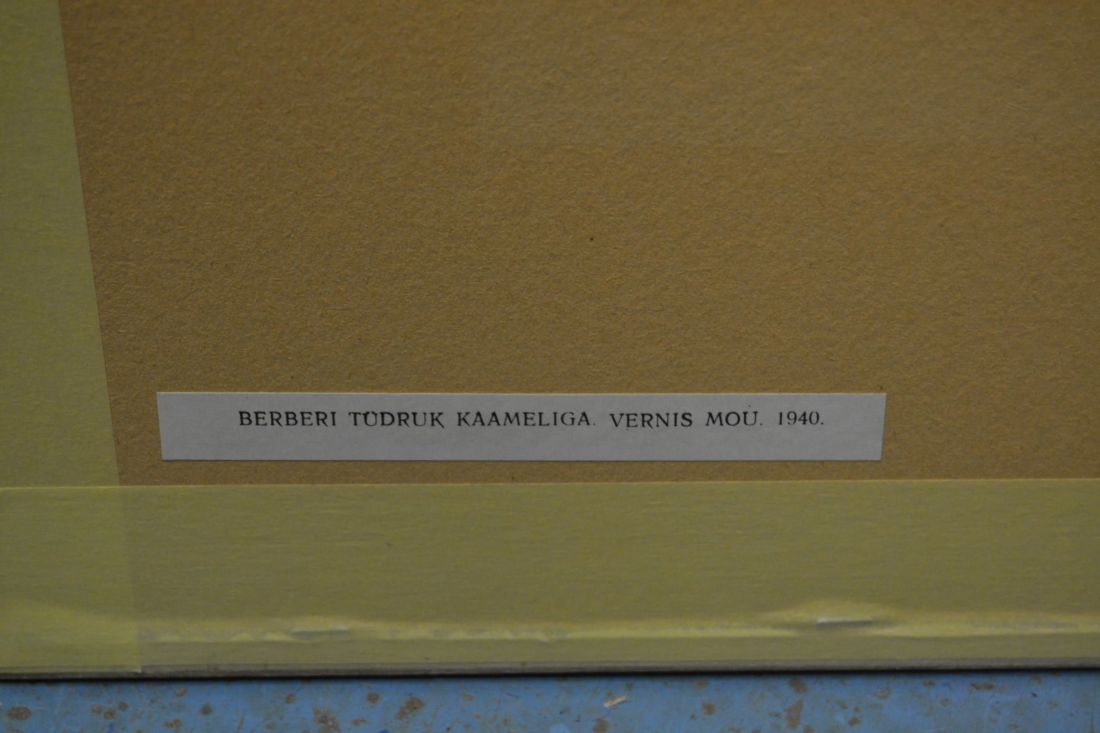 BERBERI TÜDRUK KAAMELIGA. VERNIS MOU. 1940.